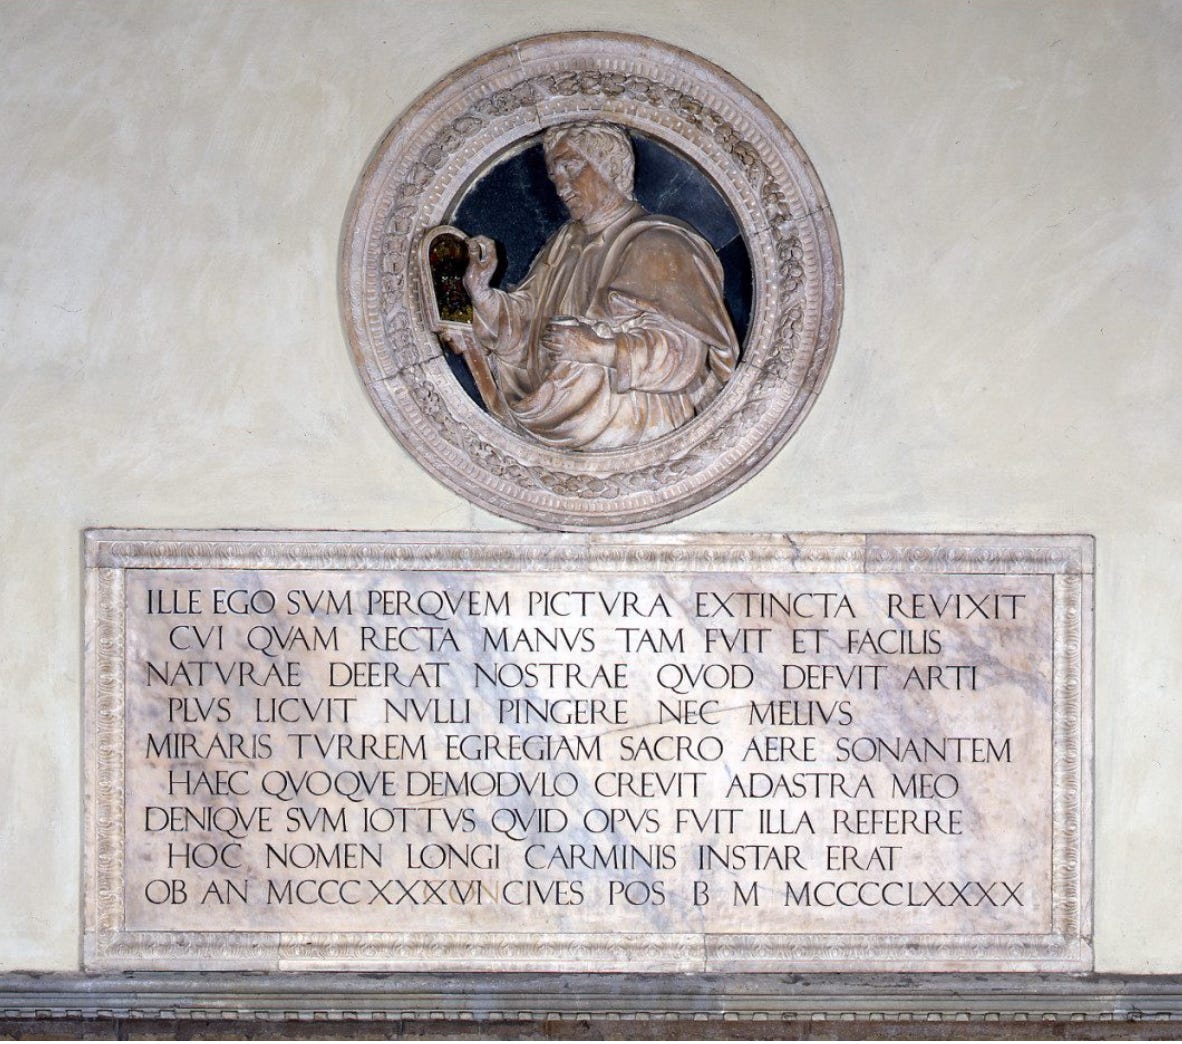 ILLE EGO SVM PERQVEM PICTVRA EXTINCTA REVIXIT
CVI QVAM RECTA MANVS TAM FVIT ET FACILIS
NATVRAE DEERAT NOSTRAE QVOD DEFVIT ARTI
PLVS LICVIT NVLLI PINGERE NEC MELIVS
MIRARIS TVRREM EGREGIAM SACRO AERE SONANTEM
HAEC QVOQVE DEMODVLO CREVIT ADASTRA MEO
DENIQVE SVM IOTTVS QVID OPVS FVIT ILLA REFERRE
HOC NOMEN LONGI CARMINIS INSTAR ERAT
OB AN MCCCXXXVI CIVES POS B M MCCCCLXXXX